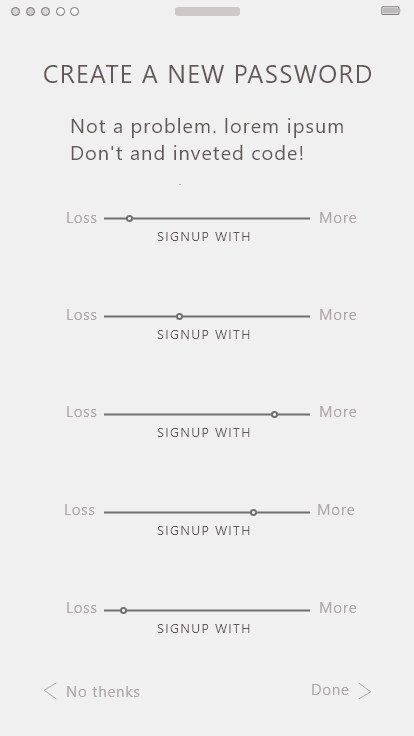 CREATE A NEW PASSWORD
Not a problem. lorem ipsum
Don't and inveted code!
Loss More
SIGNUP WITH
Loss More
SIGNUP WITH
Loss More
SIGNUP WITH
Loss More
SIGNUP WITH
Loss More
SIGNUP WITH
No thenks Done